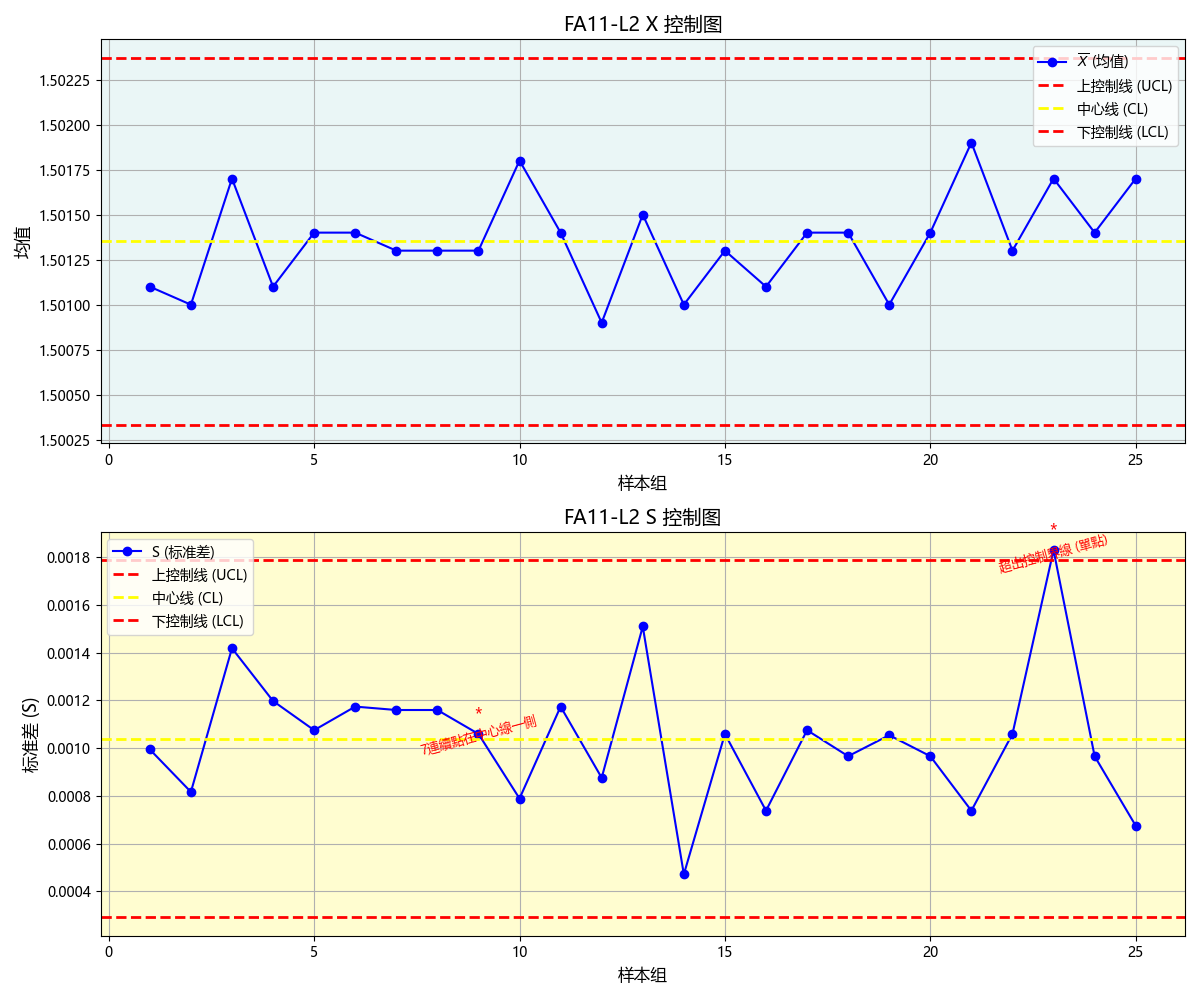 FA11-L2 X 控制图
均值
1.50225
1.50200
1.50175
1.50150
1.50125
1.50100
1.50075
1.50050
1.50025
X (均值)
上控制线 (UCL)
中心线 (CL)
下控制线 (LCL)
0 5 10 15 20 25
样本组
FA11-L2 S 控制图
标准差 (S)
0.0018
0.0016
0.0014
0.0012
0.0010
0.0008
0.0006
0.0004
S (标准差)
上控制线 (UCL)
中心线 (CL)
下控制线 (LCL)
*
7連續點在中心線一側
*
超出控制界線 (單點)
0 5 10 15 20 25
样本组